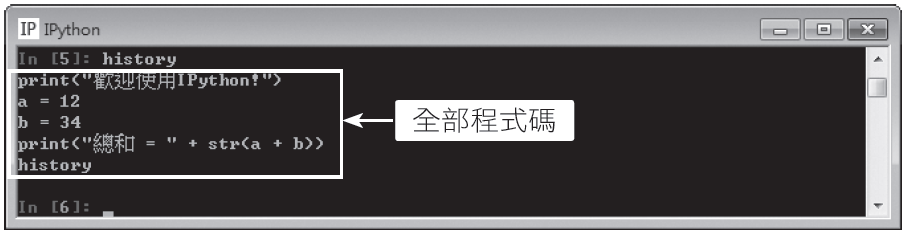 IP IPython
In [5]: history
print("歡迎使用IPython!")
a = 12
b = 34
print("總和 = " + str(a + b))
history
全部程式碼
In [6]: